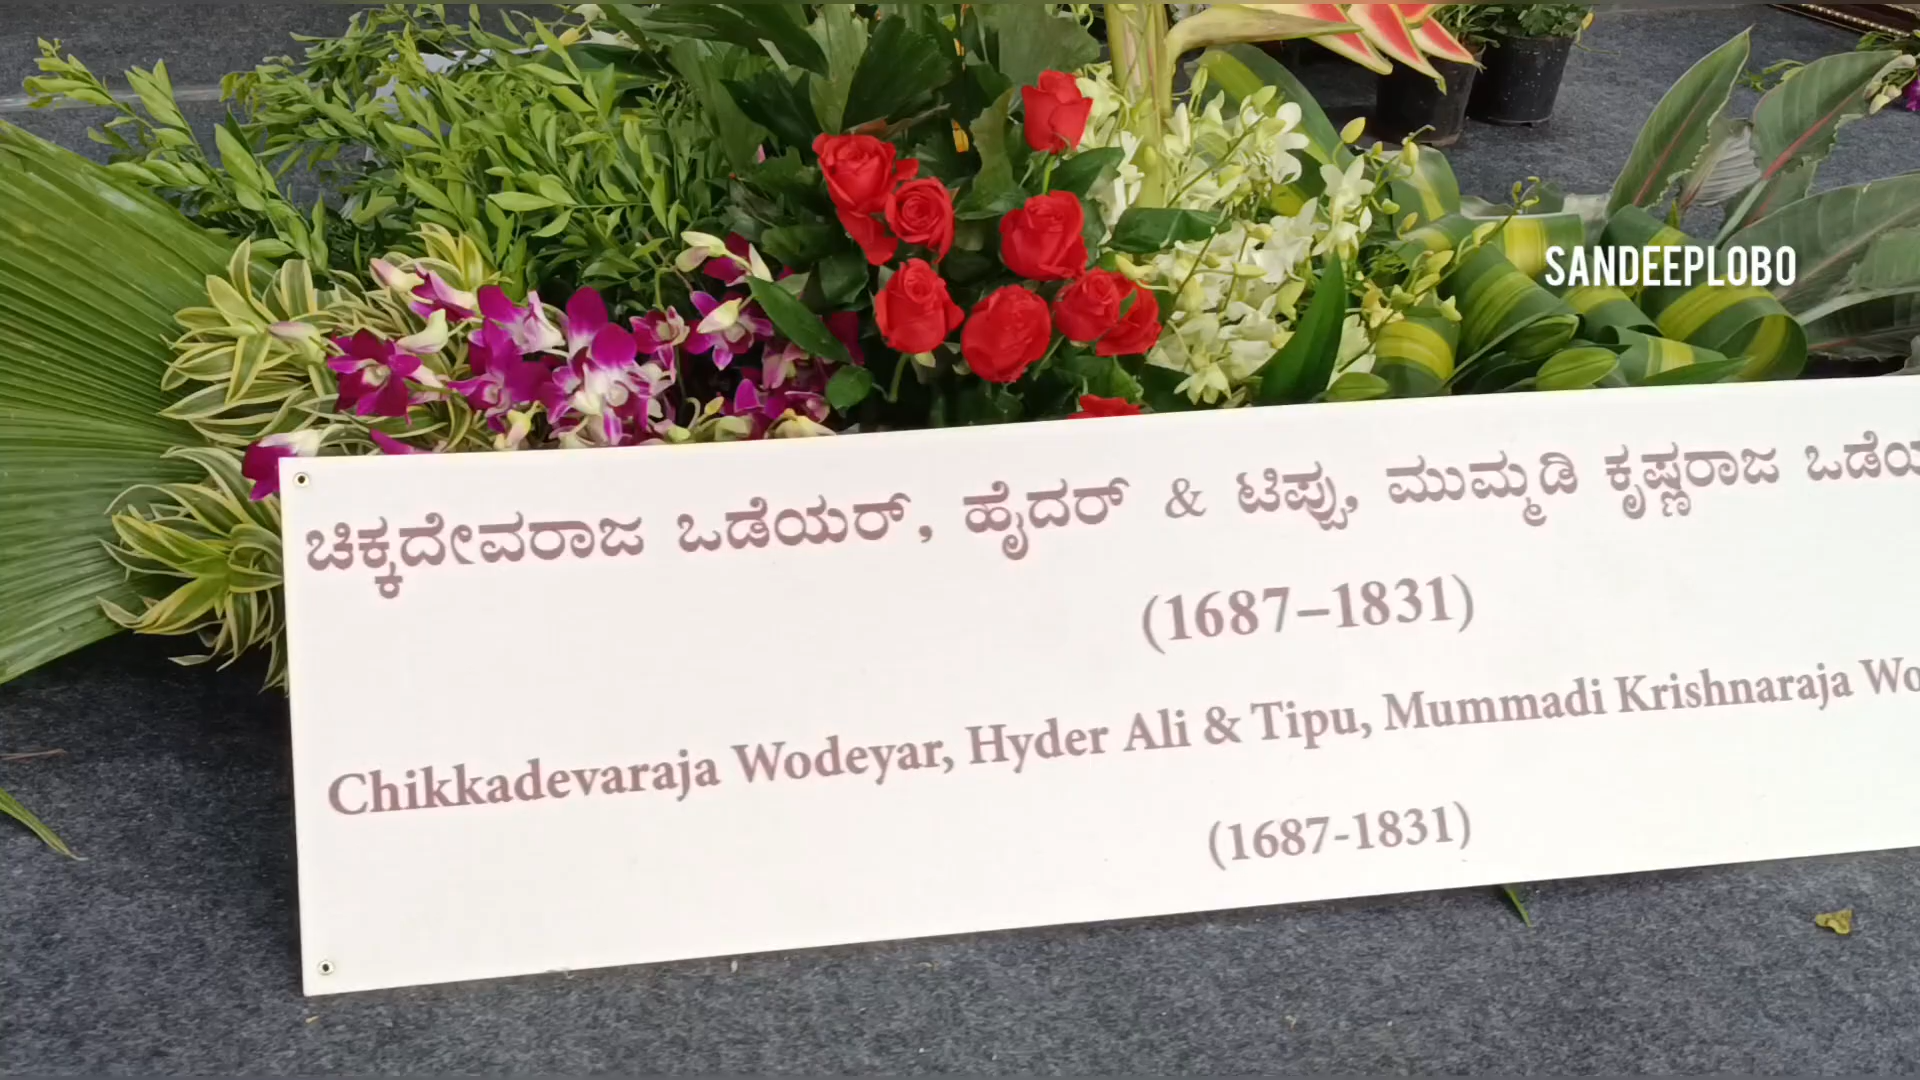 SANDEEPLOBO
ಚಿಕ್ಕದೇವರಾಜ ಒಡೆಯರ್, ಹೈದರ್ & ಟಿಪ್ಪು, ಮುಮ್ಮಡಿ ಕೃಷ್ಣರಾಜ
(1687–1831)
Chikkadevaraja Wodeyar, Hyder Ali & Tipu, Mummadi Krishnaraja
(1687-1831)